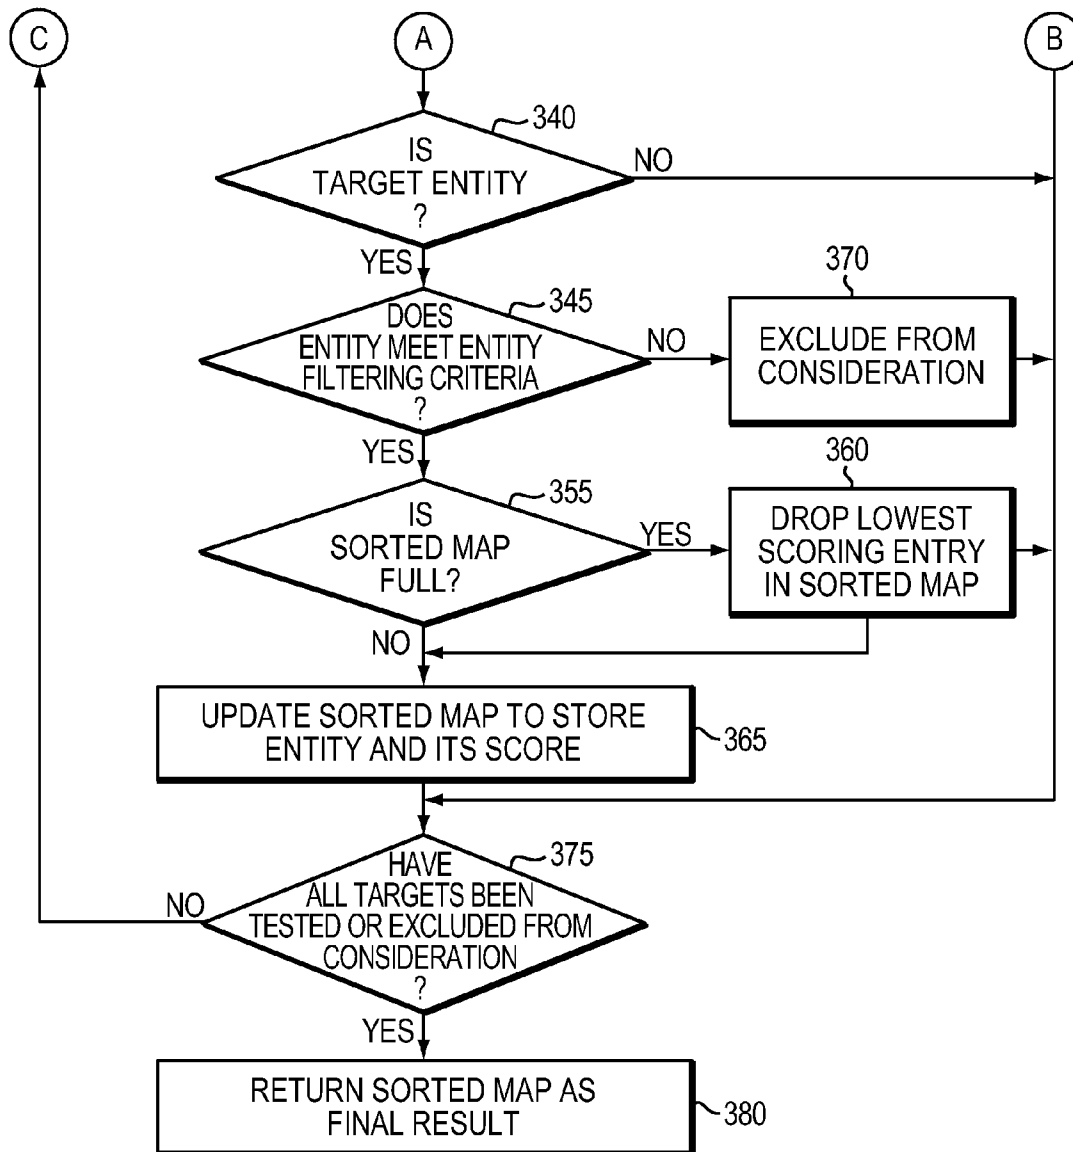 C
A
B
340
IS
TARGET ENTITY
?
NO
YES
345
DOES
ENTITY MEET ENTITY
FILTERING CRITERIA
?
NO
370
EXCLUDE FROM
CONSIDERATION
YES
355
IS
SORTED MAP
FULL?
YES
360
DROP LOWEST
SCORING ENTRY
IN SORTED MAP
NO
UPDATE SORTED MAP TO STORE
ENTITY AND ITS SCORE
365
375
HAVE
ALL TARGETS BEEN
TESTED OR EXCLUDED FROM
CONSIDERATION
?
NO
YES
RETURN SORTED MAP AS
FINAL RESULT
380